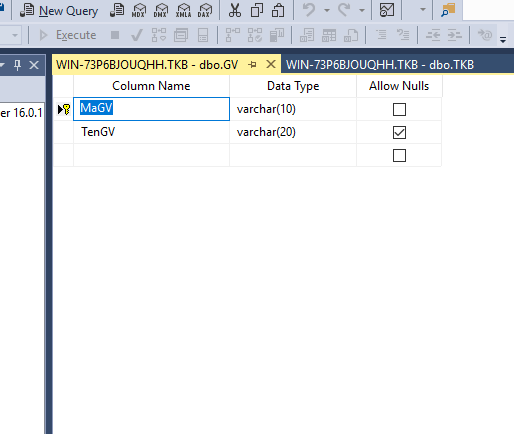 New Query MDX DMX XMLA DAX
Execute
WIN-73P6BJOUQHH.TKB - dbo.GV WIN-73P6BJOUQHH.TKB - dbo.TKB
Column Name Data Type Allow Nulls
er 16.0.1
MaGV varchar(10)
TenGV varchar(20)